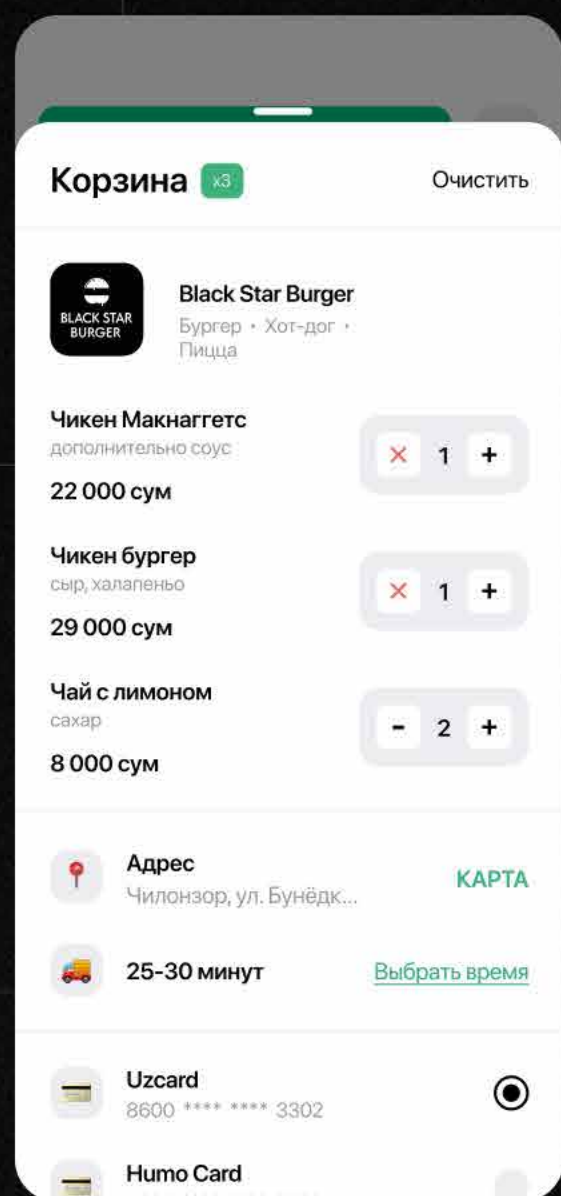 Корзина x3 Очистить
BLACK STAR
BURGER
Black Star Burger
Бургер • Хот-дог •
Пицца
Чикен Макнаггетс
дополнительно соус
22 000 сум
× 1 +
Чикен бургер
сыр, халапеньо
29 000 сум
× 1 +
Чай с лимоном
сахар
8 000 сум
- 2 +
Адрес
Чилонзор, ул. Бунёдк...
КАРТА
25-30 минут
Выбрать время
Uzcard
8600 **** **** 3302
Humo Card